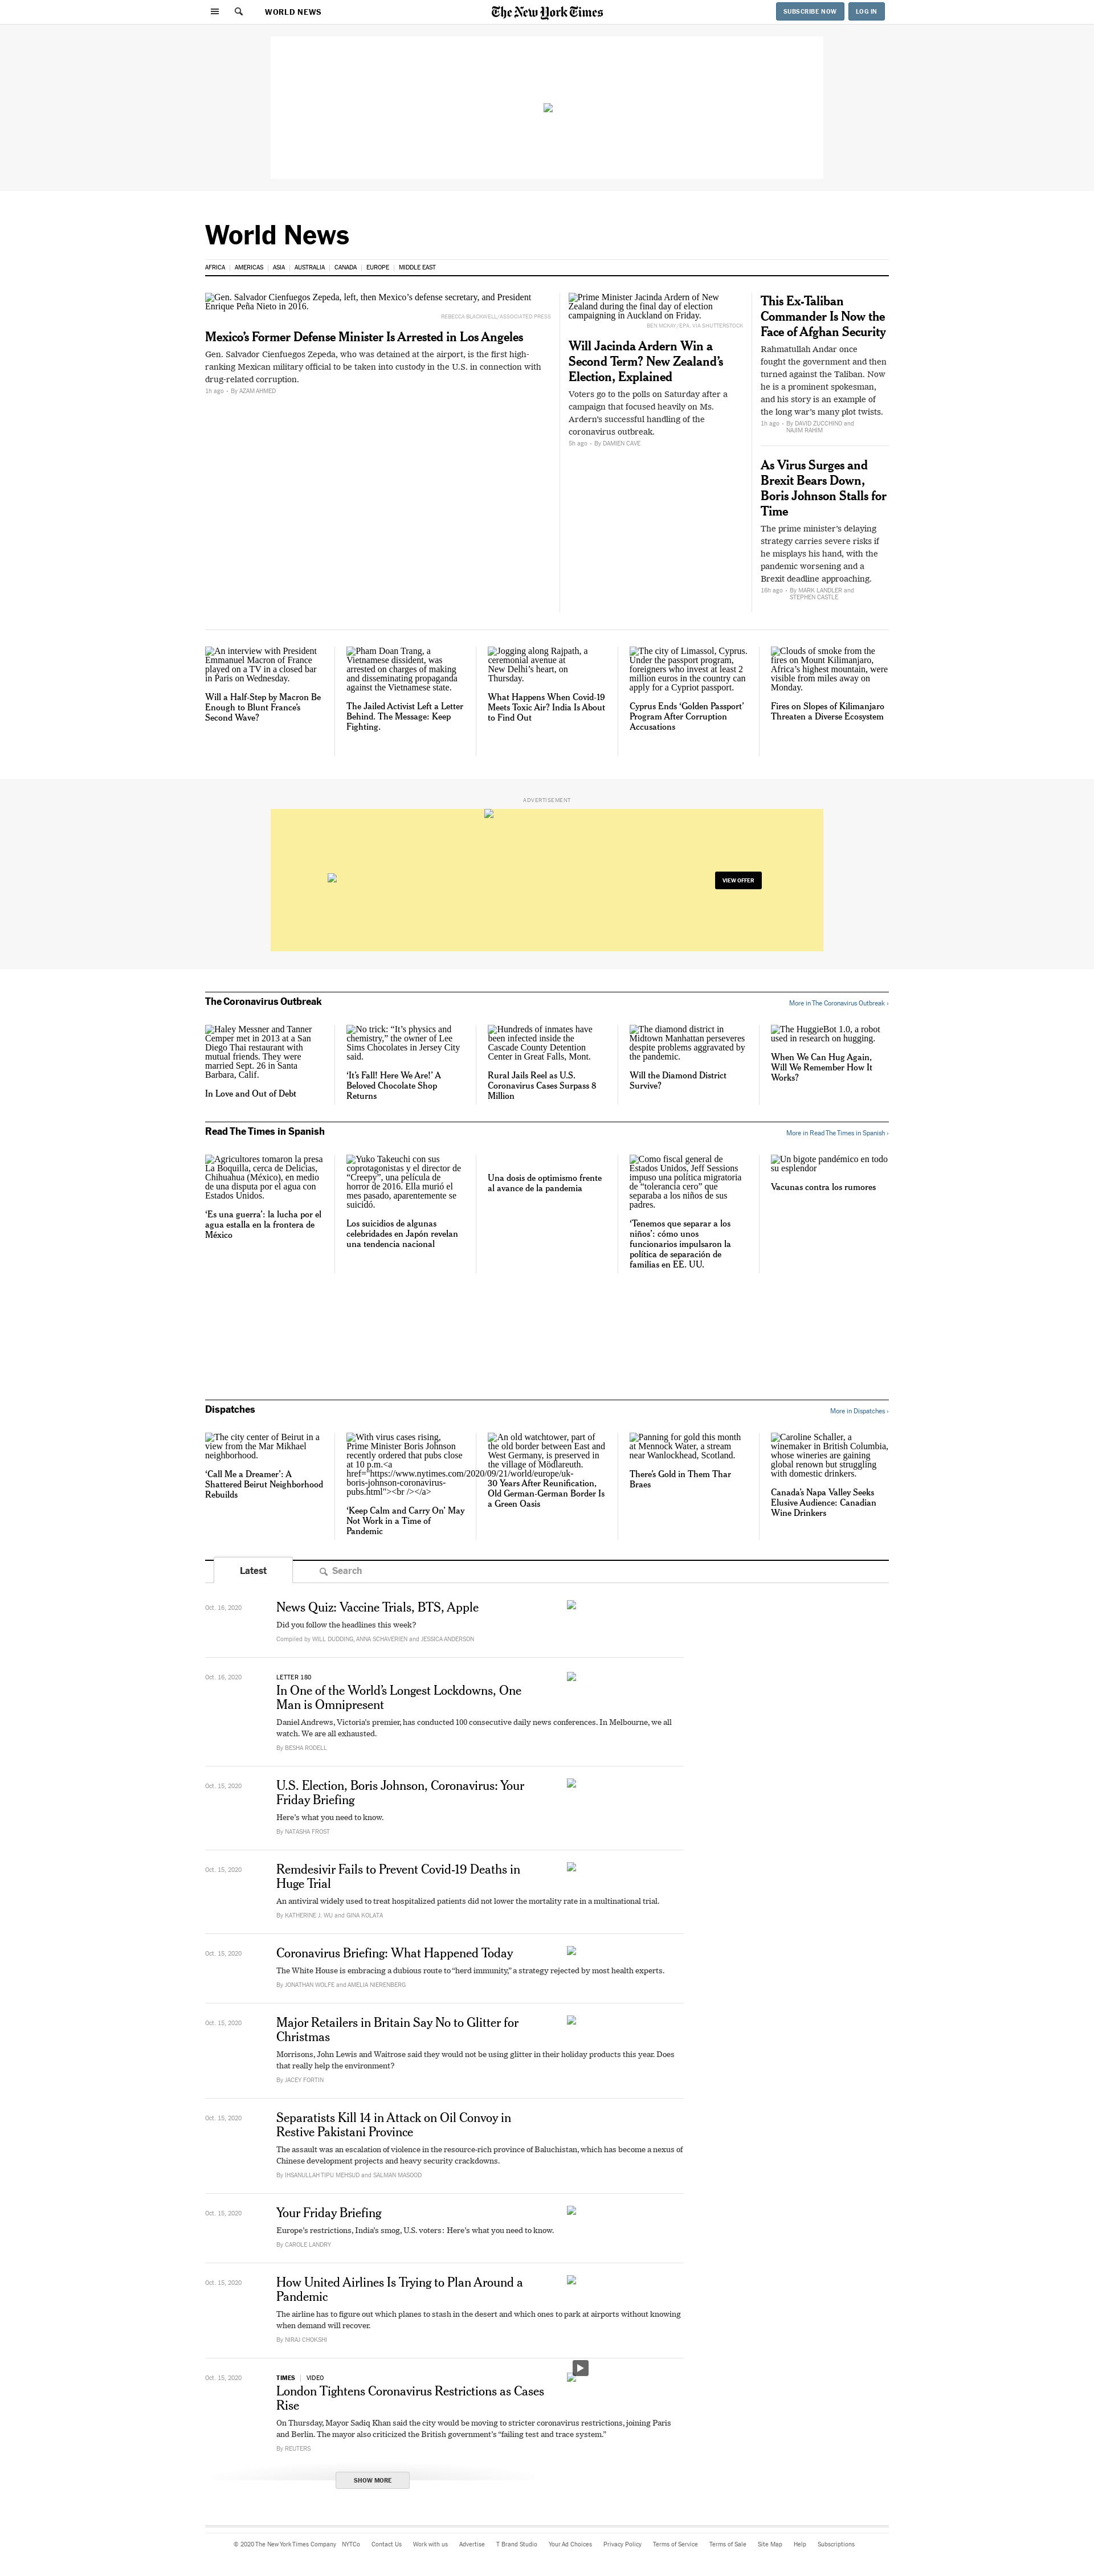 WORLD NEWS
The New York Times
SUBSCRIBE NOW
LOG IN
World News
AFRICA | AMERICAS | ASIA | AUSTRALIA | CANADA | EUROPE | MIDDLE EAST
Gen. Salvador Cienfuegos Zepeda, left, then Mexico’s defense secretary, and President
Enrique Peña Nieto in 2016.
REBECCA BLACKWELL/ASSOCIATED PRESS
Mexico’s Former Defense Minister Is Arrested in Los Angeles
Gen. Salvador Cienfuegos Zepeda, who was detained at the airport, is the first high-
ranking Mexican military official to be taken into custody in the U.S. in connection with
drug-related corruption.
1h ago · By AZAM AHMED
Prime Minister Jacinda Ardern of New
Zealand during the final day of election
campaigning in Auckland on Friday.
BEN MCKAY/EPA, VIA SHUTTERSTOCK
Will Jacinda Ardern Win a
Second Term? New Zealand’s
Election, Explained
Voters go to the polls on Saturday after a
campaign that focused heavily on Ms.
Ardern’s successful handling of the
coronavirus outbreak.
5h ago · By DAMIEN CAVE
This Ex-Taliban
Commander Is Now the
Face of Afghan Security
Rahmatullah Andar once
fought the government and then
turned against the Taliban. Now
he is a prominent spokesman,
and his story is an example of
the long war’s many plot twists.
1h ago · By DAVID ZUCCHINO and
NAJIM RAHIM
As Virus Surges and
Brexit Bears Down,
Boris Johnson Stalls for
Time
The prime minister’s delaying
strategy carries severe risks if
he misplays his hand, with the
pandemic worsening and a
Brexit deadline approaching.
18h ago · By MARK LANDLER and
STEPHEN CASTLE
An interview with President
Emmanuel Macron of France
played on a TV in a closed bar
in Paris on Wednesday.
Will a Half-Step by Macron Be
Enough to Blunt France’s
Second Wave?
Pham Doan Trang, a
Vietnamese dissident, was
arrested on charges of making
and disseminating propaganda
against the Vietnamese state.
The Jailed Activist Left a Letter
Behind. The Message: Keep
Fighting.
Jogging along Rajpath, a
ceremonial avenue at
New Delhi’s heart, on
Thursday.
What Happens When Covid-19
Meets Toxic Air? India Is About
to Find Out
The city of Limassol, Cyprus.
Under the passport program,
foreigners who invest at least 2
million euros in the country can
apply for a Cypriot passport.
Cyprus Ends ‘Golden Passport’
Program After Corruption
Accusations
Clouds of smoke from the
fires on Mount Kilimanjaro,
Africa’s highest mountain, were
visible from miles away on
Monday.
Fires on Slopes of Kilimanjaro
Threaten a Diverse Ecosystem
ADVERTISEMENT
VIEW OFFER
The Coronavirus Outbreak
More in The Coronavirus Outbreak ›
Haley Messner and Tanner
Cemper met in 2013 at a San
Diego Thai restaurant with
mutual friends. They were
married Sept. 26 in Santa
Barbara, Calif.
In Love and Out of Debt
No trick: “It’s physics and
chemistry,” the owner of Lee
Sims Chocolates in Jersey City
said.
‘It’s Fall! Here We Are!’ A
Beloved Chocolate Shop
Returns
Hundreds of inmates have
been infected inside the
Cascade County Detention
Center in Great Falls, Mont.
Rural Jails Reel as U.S.
Coronavirus Cases Surpass 8
Million
The diamond district in
Midtown Manhattan perseveres
despite problems aggravated by
the pandemic.
Will the Diamond District
Survive?
The HuggieBot 1.0, a robot
used in research on hugging.
When We Can Hug Again,
Will We Remember How It
Works?
Read The Times in Spanish
More in Read The Times in Spanish ›
Agricultores tomaron la presa
La Boquilla, cerca de Delicias,
Chihuahua (México), en medio
de una disputa por el agua con
Estados Unidos.
‘Es una guerra’: la lucha por el
agua estalla en la frontera de
México
Yuko Takeuchi con sus
coprotagonistas y el director de
“Creepy”, una película de
horror de 2016. Ella murió el
mes pasado, aparentemente se
suicidó.
Los suicidios de algunas
celebridades en Japón revelan
una tendencia nacional
Una dosis de optimismo frente
al avance de la pandemia
Como fiscal general de
Estados Unidos, Jeff Sessions
impuso una política migratoria
de “tolerancia cero” que
separaba a los niños de sus
padres.
‘Tenemos que separar a los
niños’: cómo unos
funcionarios impulsaron la
política de separación de
familias en EE. UU.
Un bigote pandémico en todo
su esplendor
Vacunas contra los rumores
Dispatches
More in Dispatches ›
The city center of Beirut in a
view from the Mar Mikhael
neighborhood.
‘Call Me a Dreamer’: A
Shattered Beirut Neighborhood
Rebuilds
With virus cases rising,
Prime Minister Boris Johnson
recently ordered that pubs close
at 10 p.m.<a
href="https://www.nytimes.com/2020/09/21/world/europe/uk-
boris-johnson-coronavirus-
pubs.html"><br /></a>
‘Keep Calm and Carry On’ May
Not Work in a Time of
Pandemic
An old watchtower, part of
the old border between East and
West Germany, is preserved in
the village of Mödlareuth.
30 Years After Reunification,
Old German-German Border Is
a Green Oasis
Panning for gold this month
at Mennock Water, a stream
near Wanlockhead, Scotland.
There’s Gold in Them Thar
Braes
Caroline Schaller, a
winemaker in British Columbia,
whose wineries are gaining
global renown but struggling
with domestic drinkers.
Canada’s Napa Valley Seeks
Elusive Audience: Canadian
Wine Drinkers
Latest
Search
Oct. 16, 2020
News Quiz: Vaccine Trials, BTS, Apple
Did you follow the headlines this week?
Compiled by WILL DUDDING, ANNA SCHAVERIEN and JESSICA ANDERSON
Oct. 16, 2020
LETTER 180
In One of the World’s Longest Lockdowns, One
Man is Omnipresent
Daniel Andrews, Victoria’s premier, has conducted 100 consecutive daily news conferences. In Melbourne, we all
watch. We are all exhausted.
By BESHA RODELL
Oct. 15, 2020
U.S. Election, Boris Johnson, Coronavirus: Your
Friday Briefing
Here’s what you need to know.
By NATASHA FROST
Oct. 15, 2020
Remdesivir Fails to Prevent Covid-19 Deaths in
Huge Trial
An antiviral widely used to treat hospitalized patients did not lower the mortality rate in a multinational trial.
By KATHERINE J. WU and GINA KOLATA
Oct. 15, 2020
Coronavirus Briefing: What Happened Today
The White House is embracing a dubious route to “herd immunity,” a strategy rejected by most health experts.
By JONATHAN WOLFE and AMELIA NIERENBERG
Oct. 15, 2020
Major Retailers in Britain Say No to Glitter for
Christmas
Morrisons, John Lewis and Waitrose said they would not be using glitter in their holiday products this year. Does
that really help the environment?
By JACEY FORTIN
Oct. 15, 2020
Separatists Kill 14 in Attack on Oil Convoy in
Restive Pakistani Province
The assault was an escalation of violence in the resource-rich province of Baluchistan, which has become a nexus of
Chinese development projects and heavy security crackdowns.
By IHSANULLAH TIPU MEHSUD and SALMAN MASOOD
Oct. 15, 2020
Your Friday Briefing
Europe’s restrictions, India’s smog, U.S. voters: Here’s what you need to know.
By CAROLE LANDRY
Oct. 15, 2020
How United Airlines Is Trying to Plan Around a
Pandemic
The airline has to figure out which planes to stash in the desert and which ones to park at airports without knowing
when demand will recover.
By NIRAJ CHOKSHI
Oct. 15, 2020
TIMES | VIDEO
London Tightens Coronavirus Restrictions as Cases
Rise
On Thursday, Mayor Sadiq Khan said the city would be moving to stricter coronavirus restrictions, joining Paris
and Berlin. The mayor also criticized the British government’s “failing test and trace system.”
By REUTERS
SHOW MORE
© 2020 The New York Times Company NYTCo Contact Us Work with us Advertise T Brand Studio Your Ad Choices Privacy Policy Terms of Service Terms of Sale Site Map Help Subscriptions